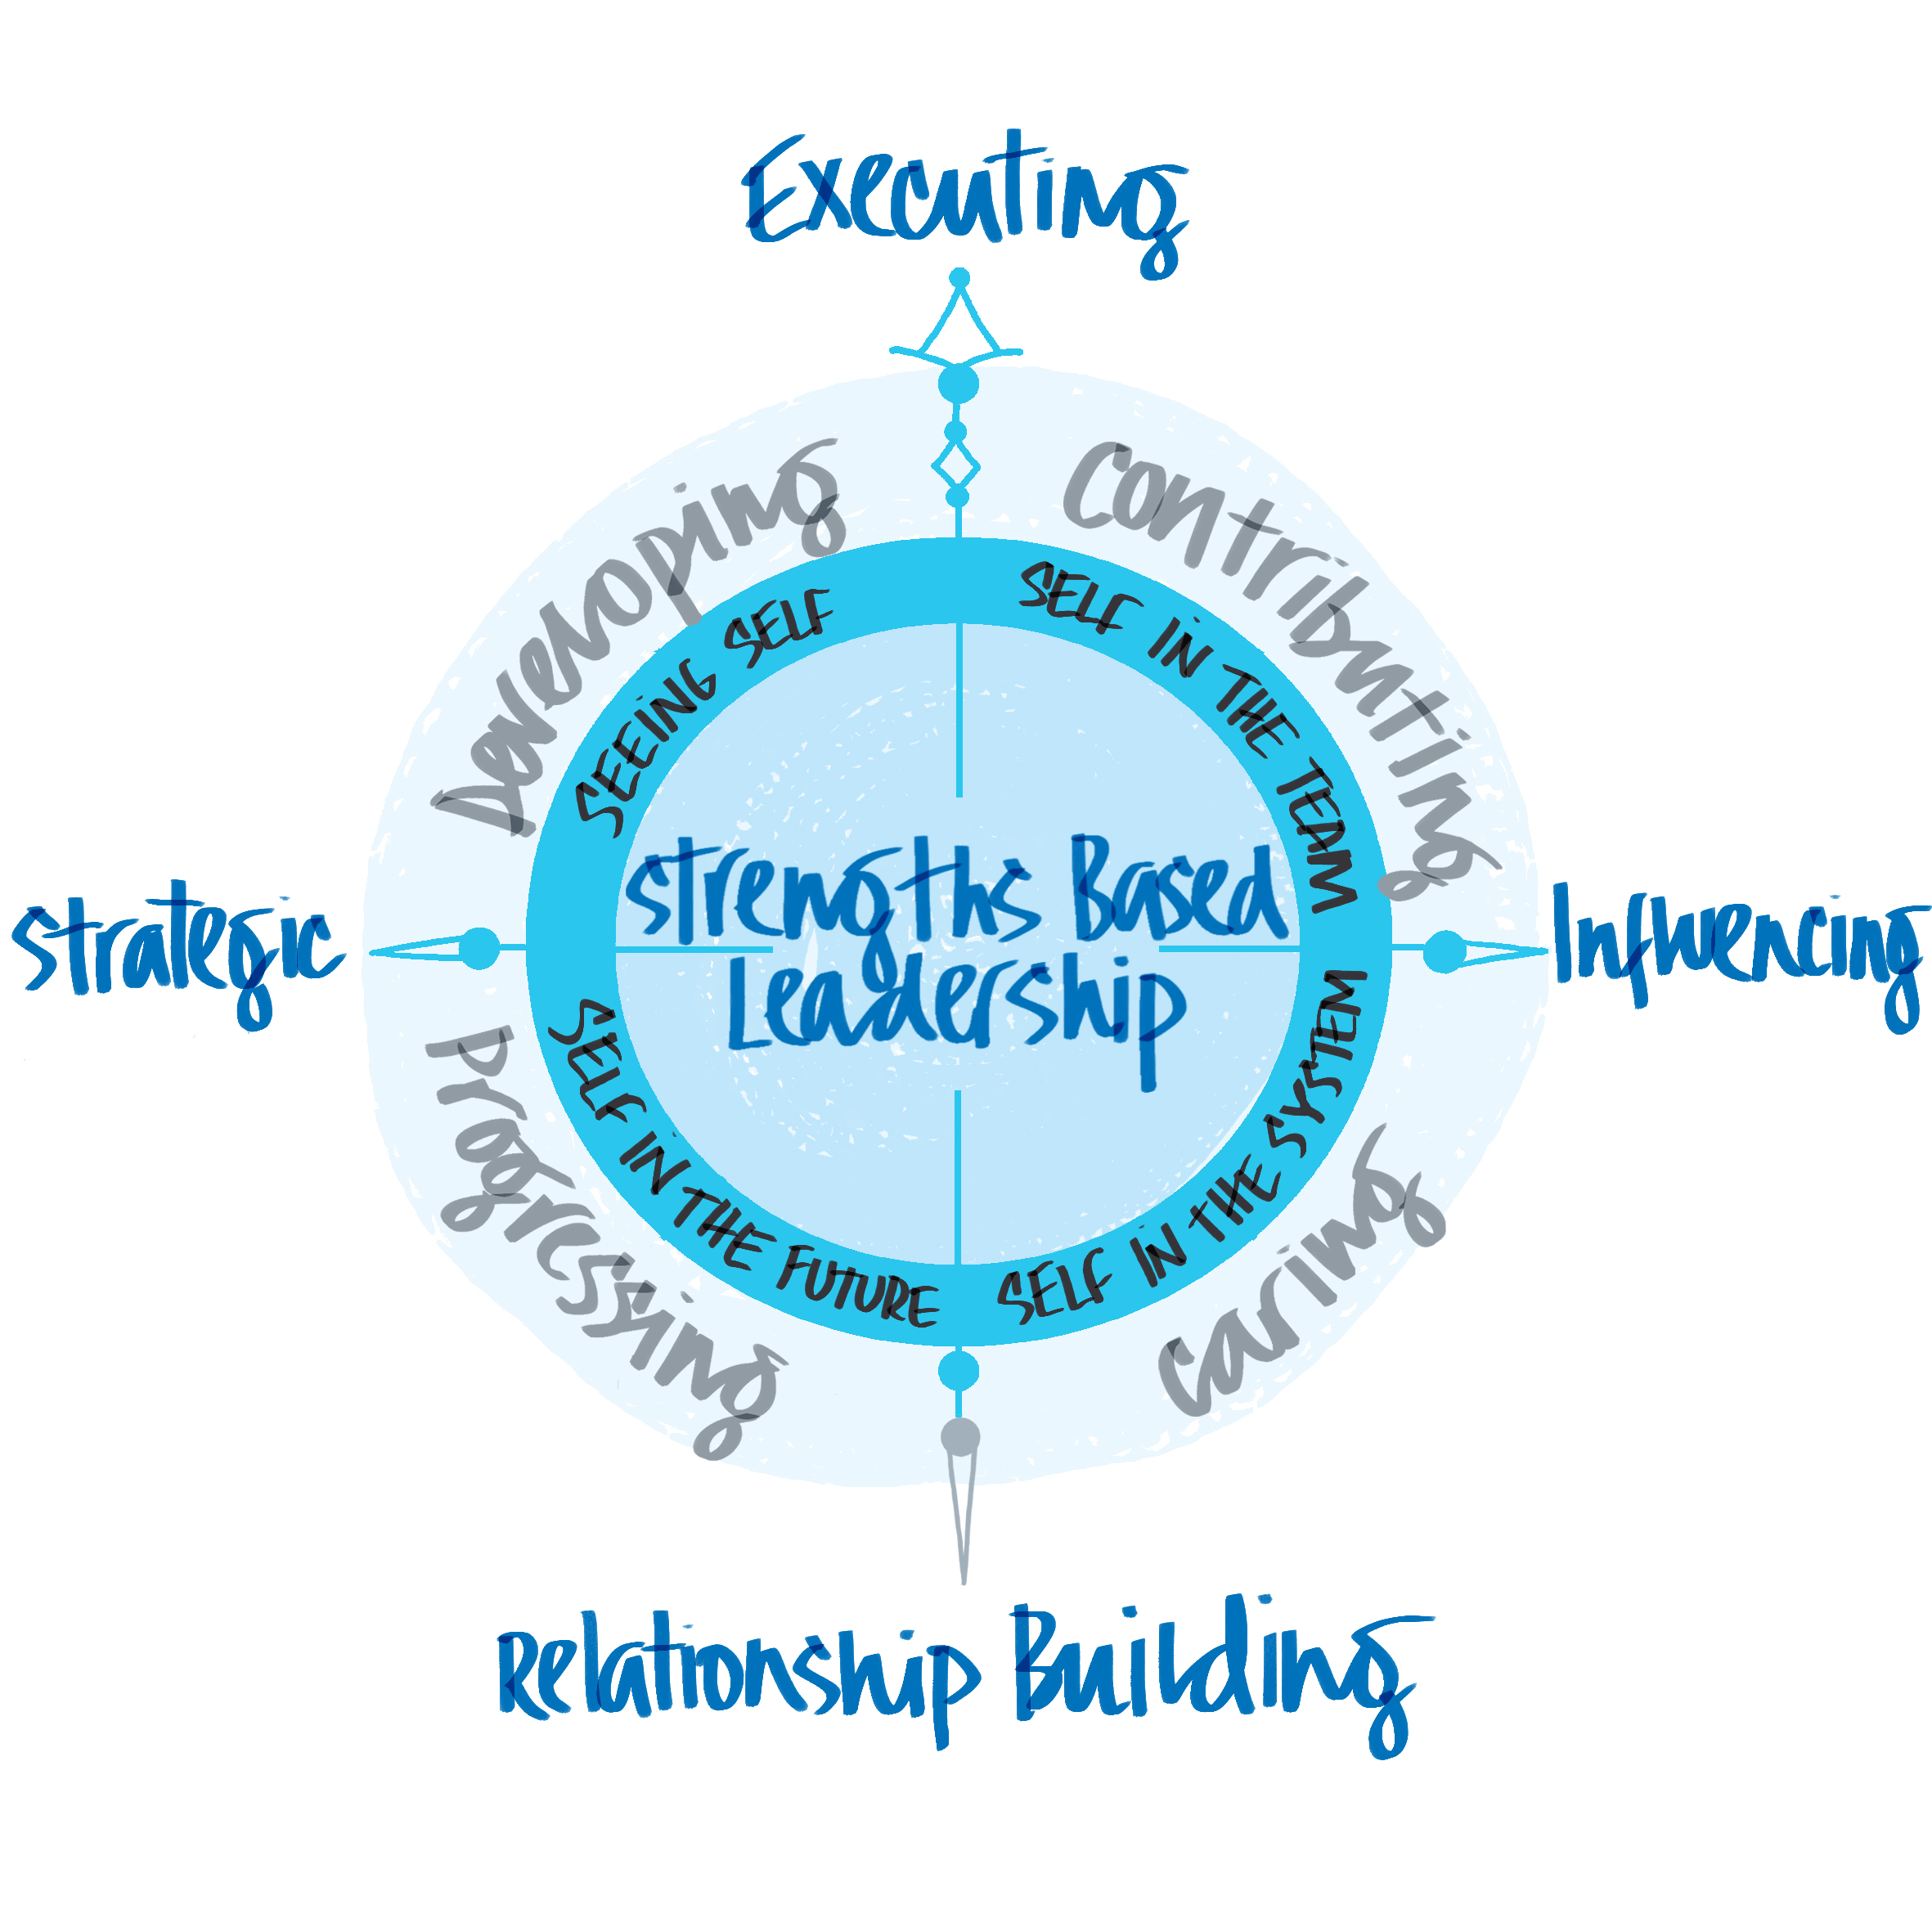 Executing
Developing
Contributing
SEEING SELF
SELF IN THE TEAM
Strategic
Strengths Based
Leadership
Influencing
Progressing
SELF IN THE FUTURE
SELF IN THE SYSTEM
Caring
Relationship Building